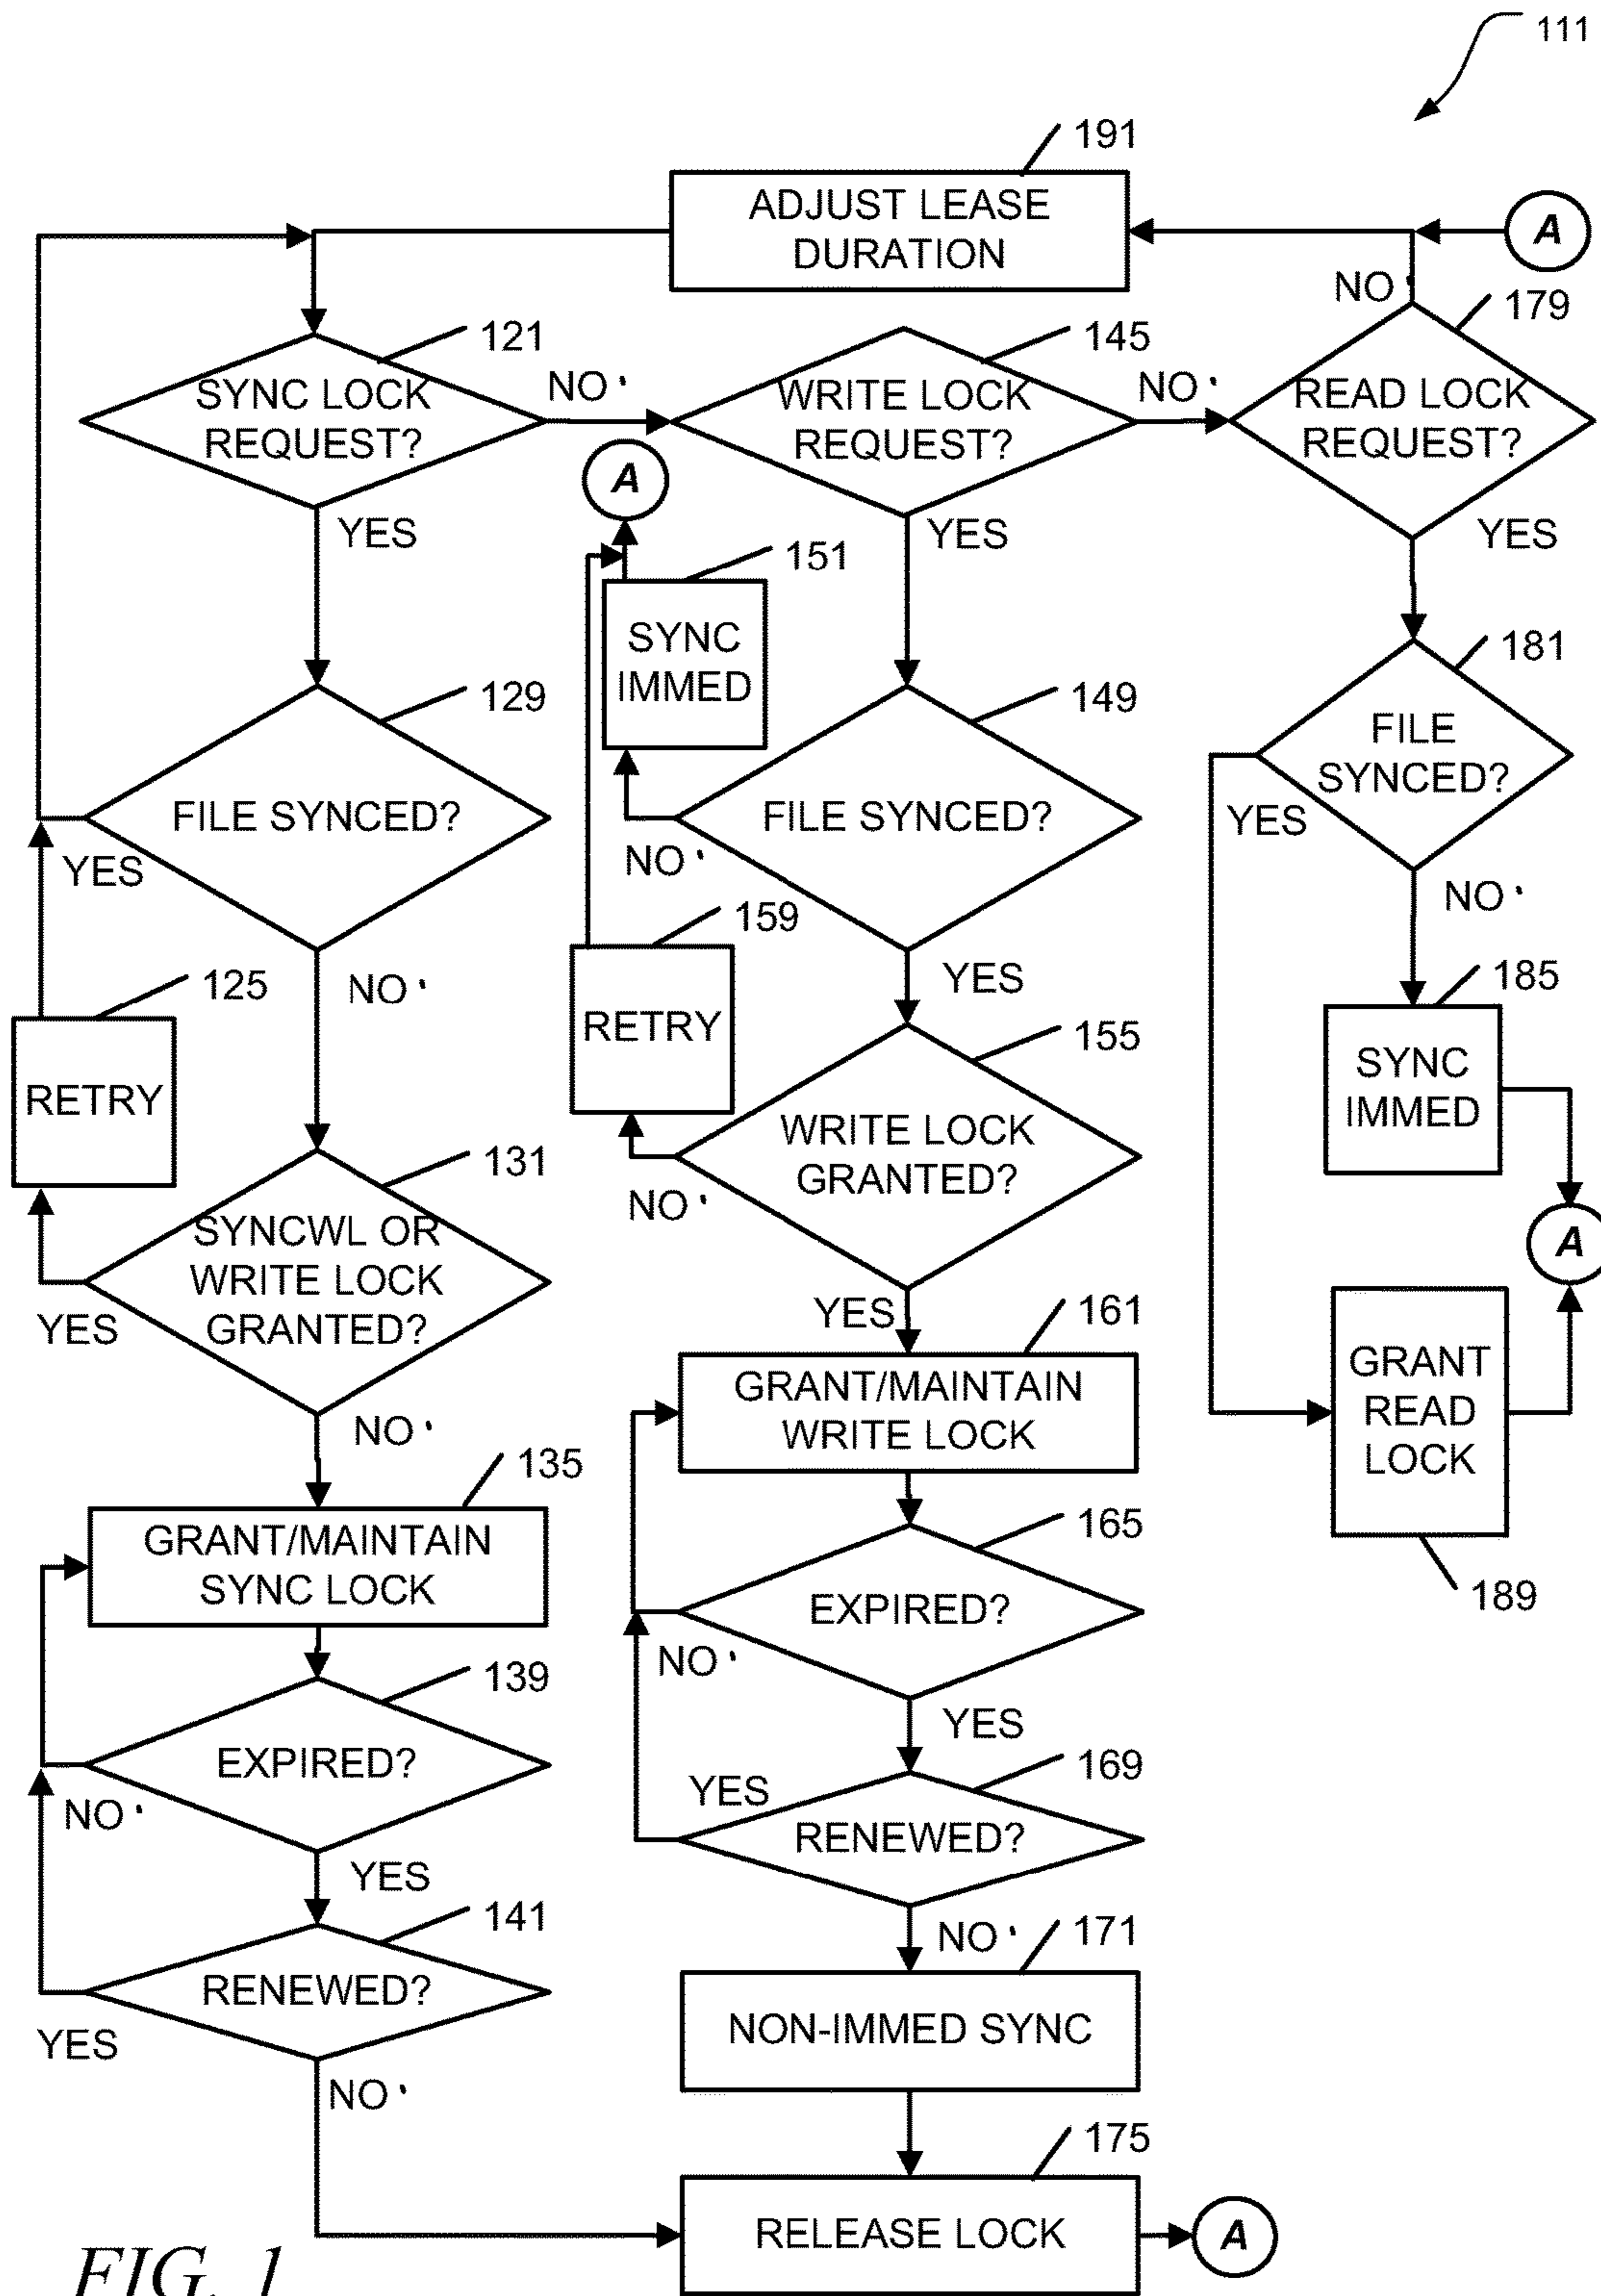 111
191
ADJUST LEASE
DURATION
A
NO
179
121
SYNC LOCK
REQUEST?
NO
145
WRITE LOCK
REQUEST?
NO
READ LOCK
REQUEST?
A
YES
YES
YES
151
SYNC
IMMED
181
FILE
SYNCED?
YES
NO
129
FILE SYNCED?
YES
149
FILE SYNCED?
NO
159
RETRY
YES
125
RETRY
NO
185
SYNC
IMMED
155
WRITE LOCK
GRANTED?
NO
131
SYNCWL OR
WRITE LOCK
GRANTED?
YES
A
YES
161
GRANT/MAINTAIN
WRITE LOCK
GRANT
READ
LOCK
189
NO
135
GRANT/MAINTAIN
SYNC LOCK
165
EXPIRED?
NO
139
EXPIRED?
NO
YES
YES
169
RENEWED?
YES
141
RENEWED?
YES
NO
171
NON-IMMED SYNC
NO
175
RELEASE LOCK
A
FIG. 1